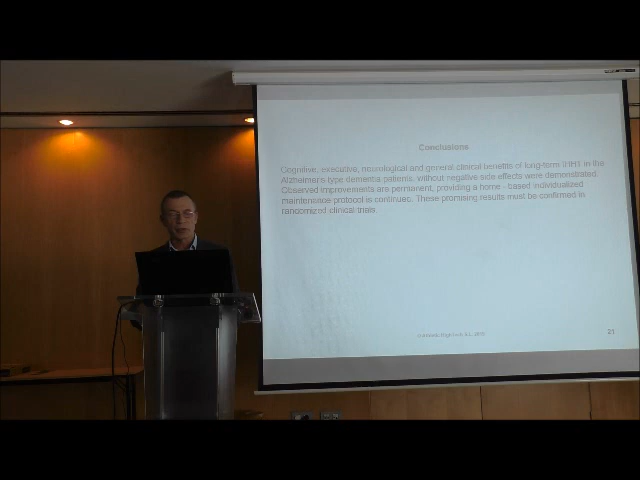 Conclusions
Cognitive, executive, neurological and general clinical benefits of long-term IHHT in the
Alzheimer's type dementia patients, without negative side effects were demonstrated.
Observed improvements are permanent, providing a home - based individualized
maintenance protocol is continued. These promising results must be confirmed in
randomized clinical trials.
S.L., 2015
21